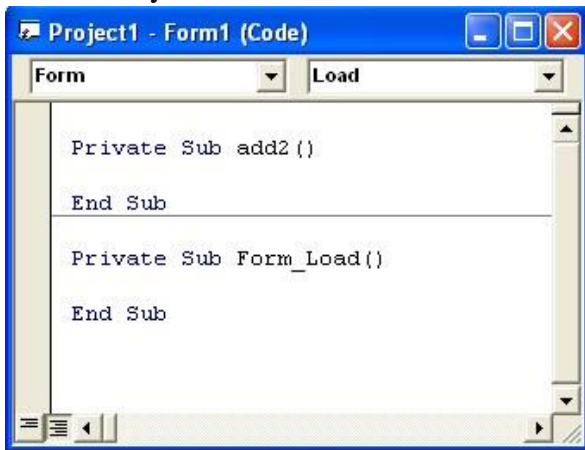 Project1 - Form1 (Code)
Form Load
Private Sub add2()
End Sub
Private Sub Form_Load()
End Sub